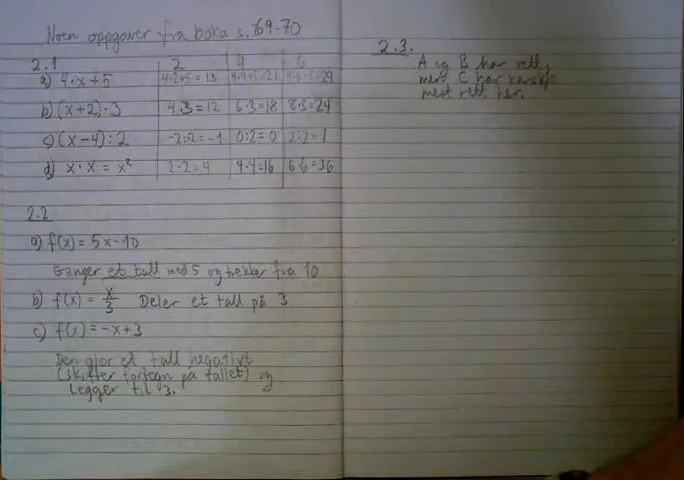 Noen oppgaver fra boka s. 69-70
2.1 2 4 6
a) 4·x+5 4·2+5=13 4·4+5=21 4·6+5=29
b) (x+2)·3 4·3=12 6·3=18 8·3=24
c) (x-4):2 -2:2=-1 0:2=0 2:2=1
d) x·x=x² 2·2=4 4·4=16 6·6=36
2.2
a) f(x)=5x-10
Ganger et tall med 5 og trekker fra 10
b) f(x)=x/3 Deler et tall på 3
c) f(x)=-x+3
Den gjør et tall negativt
(skifter fortegn på tallet) og
legger til 3.
2.3.
A og B har rett,
men C har kanskje
mest rett her.